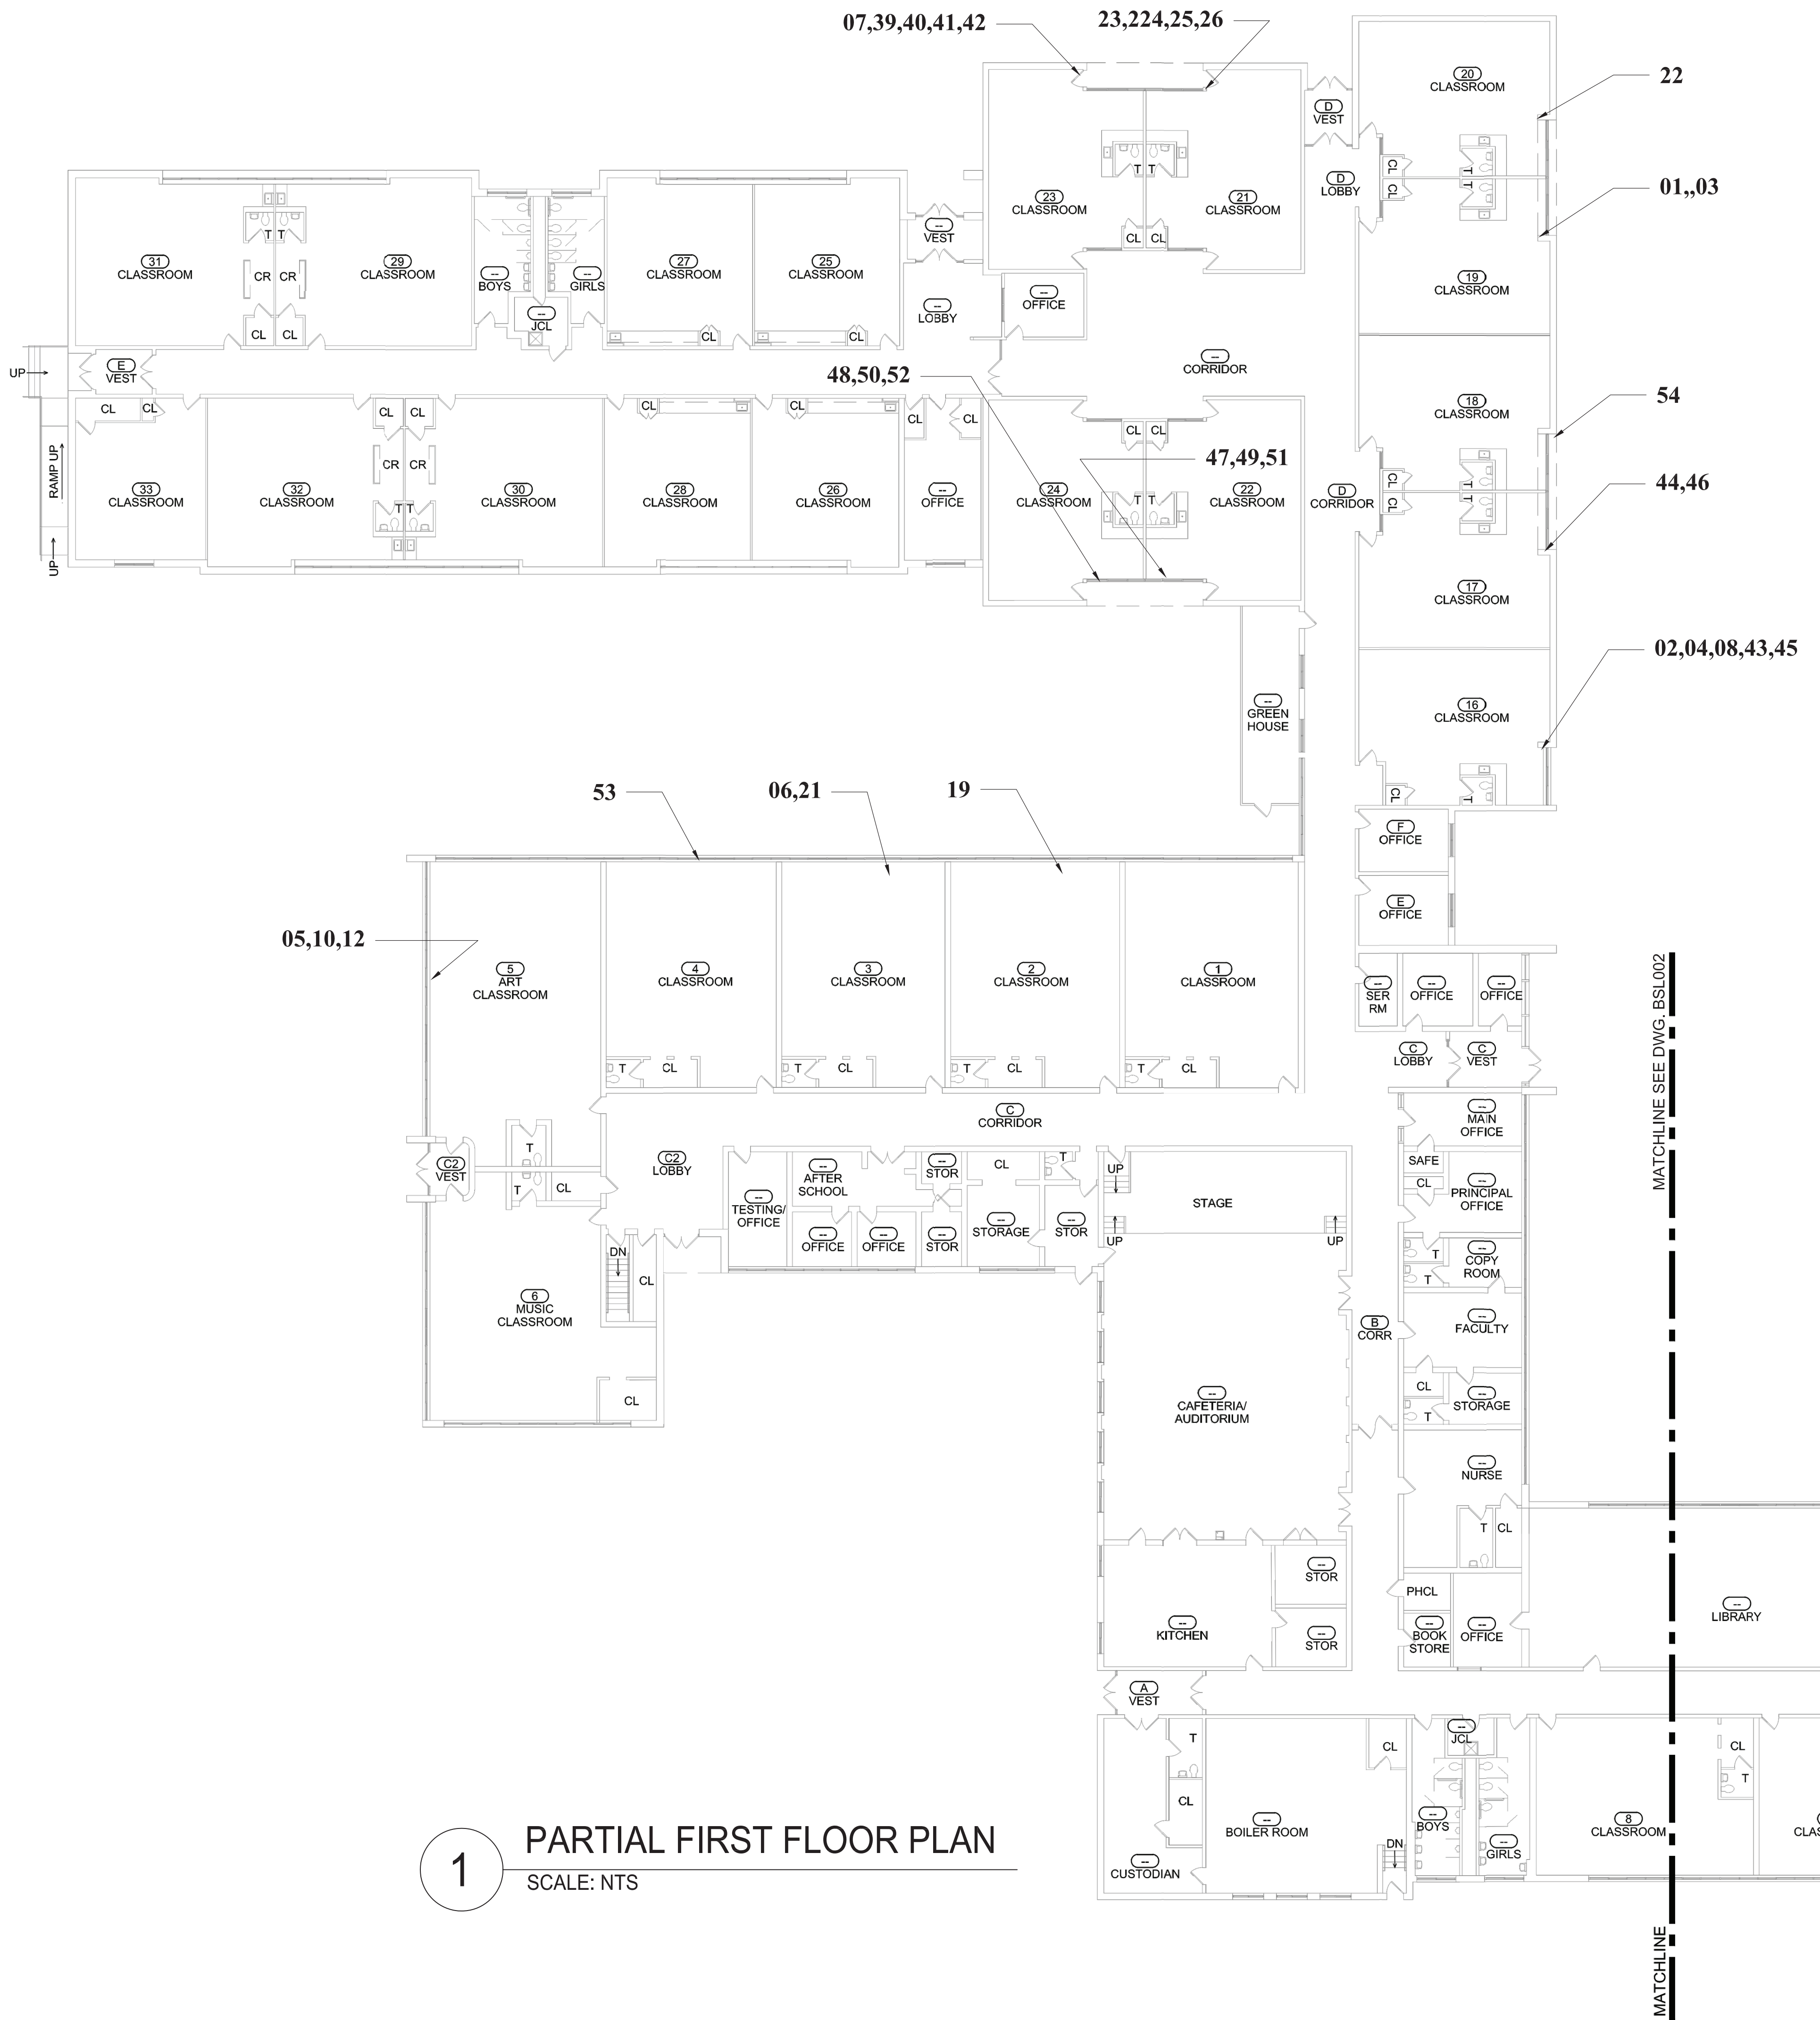 07,39,40,41,42
23,224,25,26
22
01,,03
20
CLASSROOM
D
VEST
CL
T
CL
T
D
LOBBY
T T
23
CLASSROOM
21
CLASSROOM
CL CL
--
VEST
--
LOBBY
--
OFFICE
19
CLASSROOM
31
CLASSROOM
T T
29
CLASSROOM
CR CR
CL CL
--
BOYS
--
GIRLS
--
JCL
27
CLASSROOM
25
CLASSROOM
CL
CL
UP
E
VEST
--
CORRIDOR
48,50,52
54
18
CLASSROOM
CL CL
CL CL
CL
CL
CL
CL
CL CL
RAMP UP
UP
33
CLASSROOM
32
CLASSROOM
CR CR
T T
30
CLASSROOM
28
CLASSROOM
26
CLASSROOM
--
OFFICE
24
CLASSROOM
47,49,51
T T
22
CLASSROOM
D
CORRIDOR
CL
T
CL
T
44,46
17
CLASSROOM
02,04,08,43,45
16
CLASSROOM
--
GREEN
HOUSE
CL
T
53
06,21
19
F
OFFICE
E
OFFICE
05,10,12
5
ART
CLASSROOM
4
CLASSROOM
3
CLASSROOM
2
CLASSROOM
1
CLASSROOM
--
SER
RM
--
OFFICE
--
OFFICE
MATCHLINE SEE DWG. BSL002
T CL
T CL
T CL
T CL
C
LOBBY
C
VEST
C
CORRIDOR
--
MAIN
OFFICE
C2
VEST
T
T
CL
C2
LOBBY
--
TESTING/
OFFICE
--
AFTER
SCHOOL
--
STOR
CL
T
UP
STAGE
SAFE
CL
--
PRINCIPAL
OFFICE
--
OFFICE
--
OFFICE
--
STOR
--
STORAGE
--
STOR
UP
UP
DN
CL
T
T
--
COPY
ROOM
6
MUSIC
CLASSROOM
B
CORR
--
FACULTY
CL
--
CAFETERIA/
AUDITORIUM
CL
T
--
STORAGE
--
NURSE
T CL
--
STOR
PHCL
--
LIBRARY
--
KITCHEN
--
STOR
--
BOOK
STORE
--
OFFICE
A
VEST
T
CL
CL
--
JCL
CL
T
--
BOILER ROOM
--
BOYS
8
CLASSROOM
--
CUSTODIAN
DN
--
GIRLS
1
PARTIAL FIRST FLOOR PLAN
SCALE: NTS
MATCHLINE